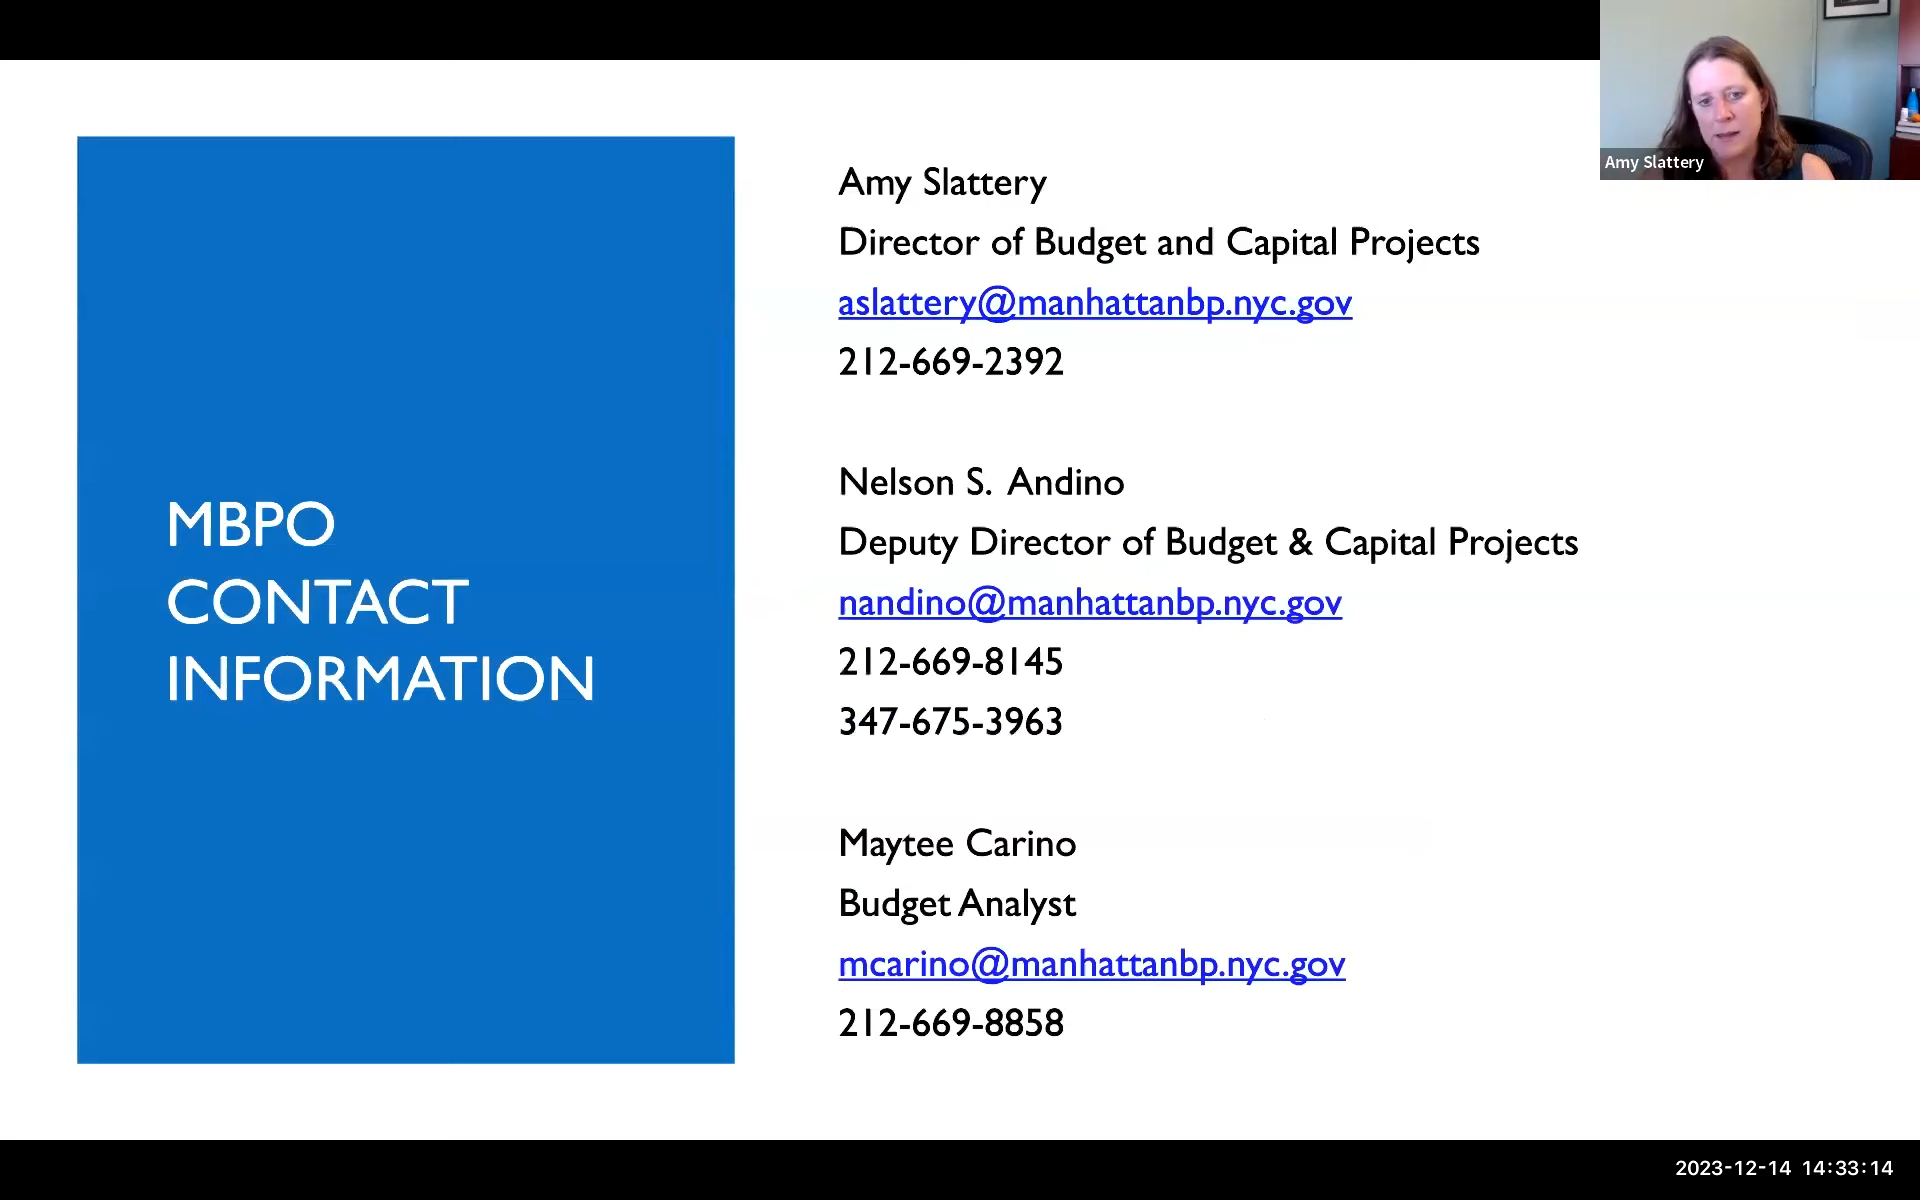 MBPO
CONTACT
INFORMATION
Amy Slattery
Director of Budget and Capital Projects
aslattery@manhattanbp.nyc.gov
212-669-2392
Nelson S. Andino
Deputy Director of Budget & Capital Projects
nandino@manhattanbp.nyc.gov
212-669-8145
347-675-3963
Maytee Carino
Budget Analyst
mcarino@manhattanbp.nyc.gov
212-669-8858
Amy Slattery
2023-12-14 14:33:14